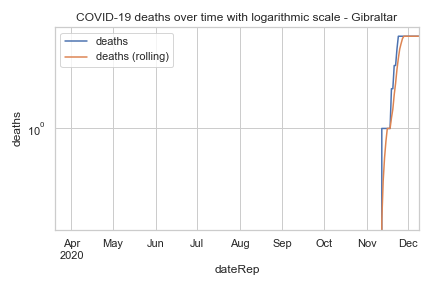 COVID-19 deaths over time with logarithmic scale - Gibraltar
deaths
deaths (rolling)
deaths
10⁰
Apr May Jun Jul Aug Sep Oct Nov Dec
2020
dateRep